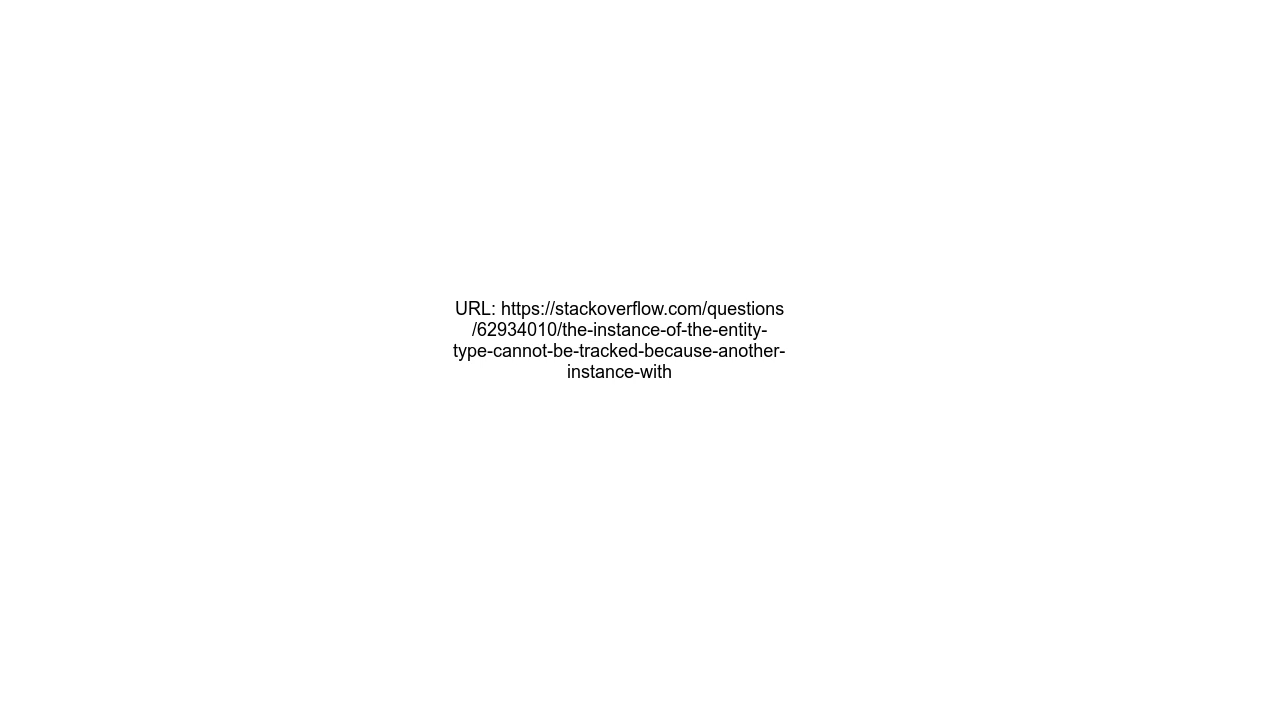 URL: https://stackoverflow.com/questions
/62934010/the-instance-of-the-entity-
type-cannot-be-tracked-because-another-
instance-with